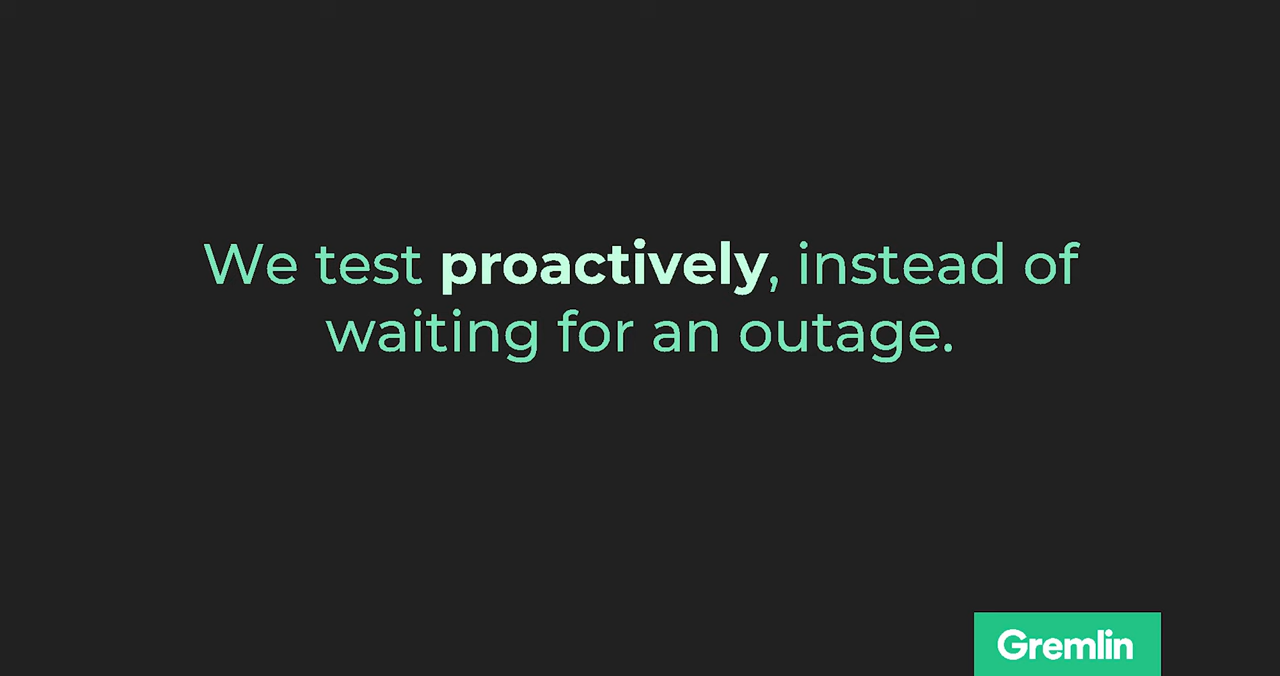 We test proactively, instead of
waiting for an outage.
Gremlin